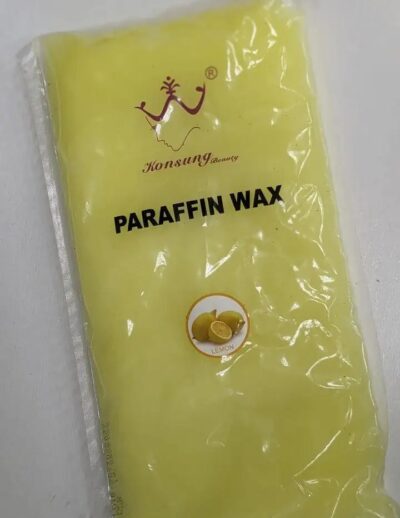 ®
Konsung Beauty
PARAFFIN WAX
LEMON